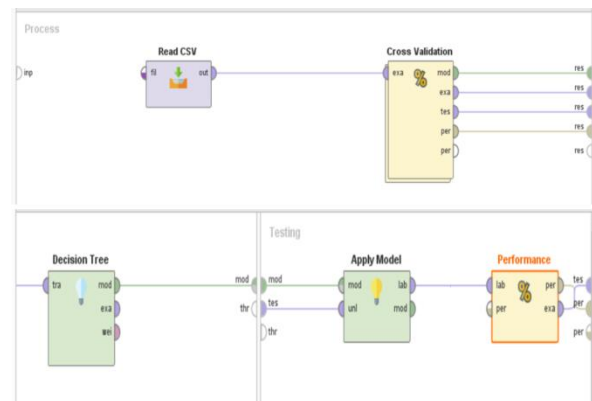 Process
Read CSV
Cross Validation
inp
fil out
exa mod
exa
tes
per
per
res
res
res
res
res
Testing
Decision Tree
Apply Model
Performance
tra mod
exa
wei
mod
thr
mod
tes
thr
mod lab
unl mod
lab per
per exa
tes
per
per